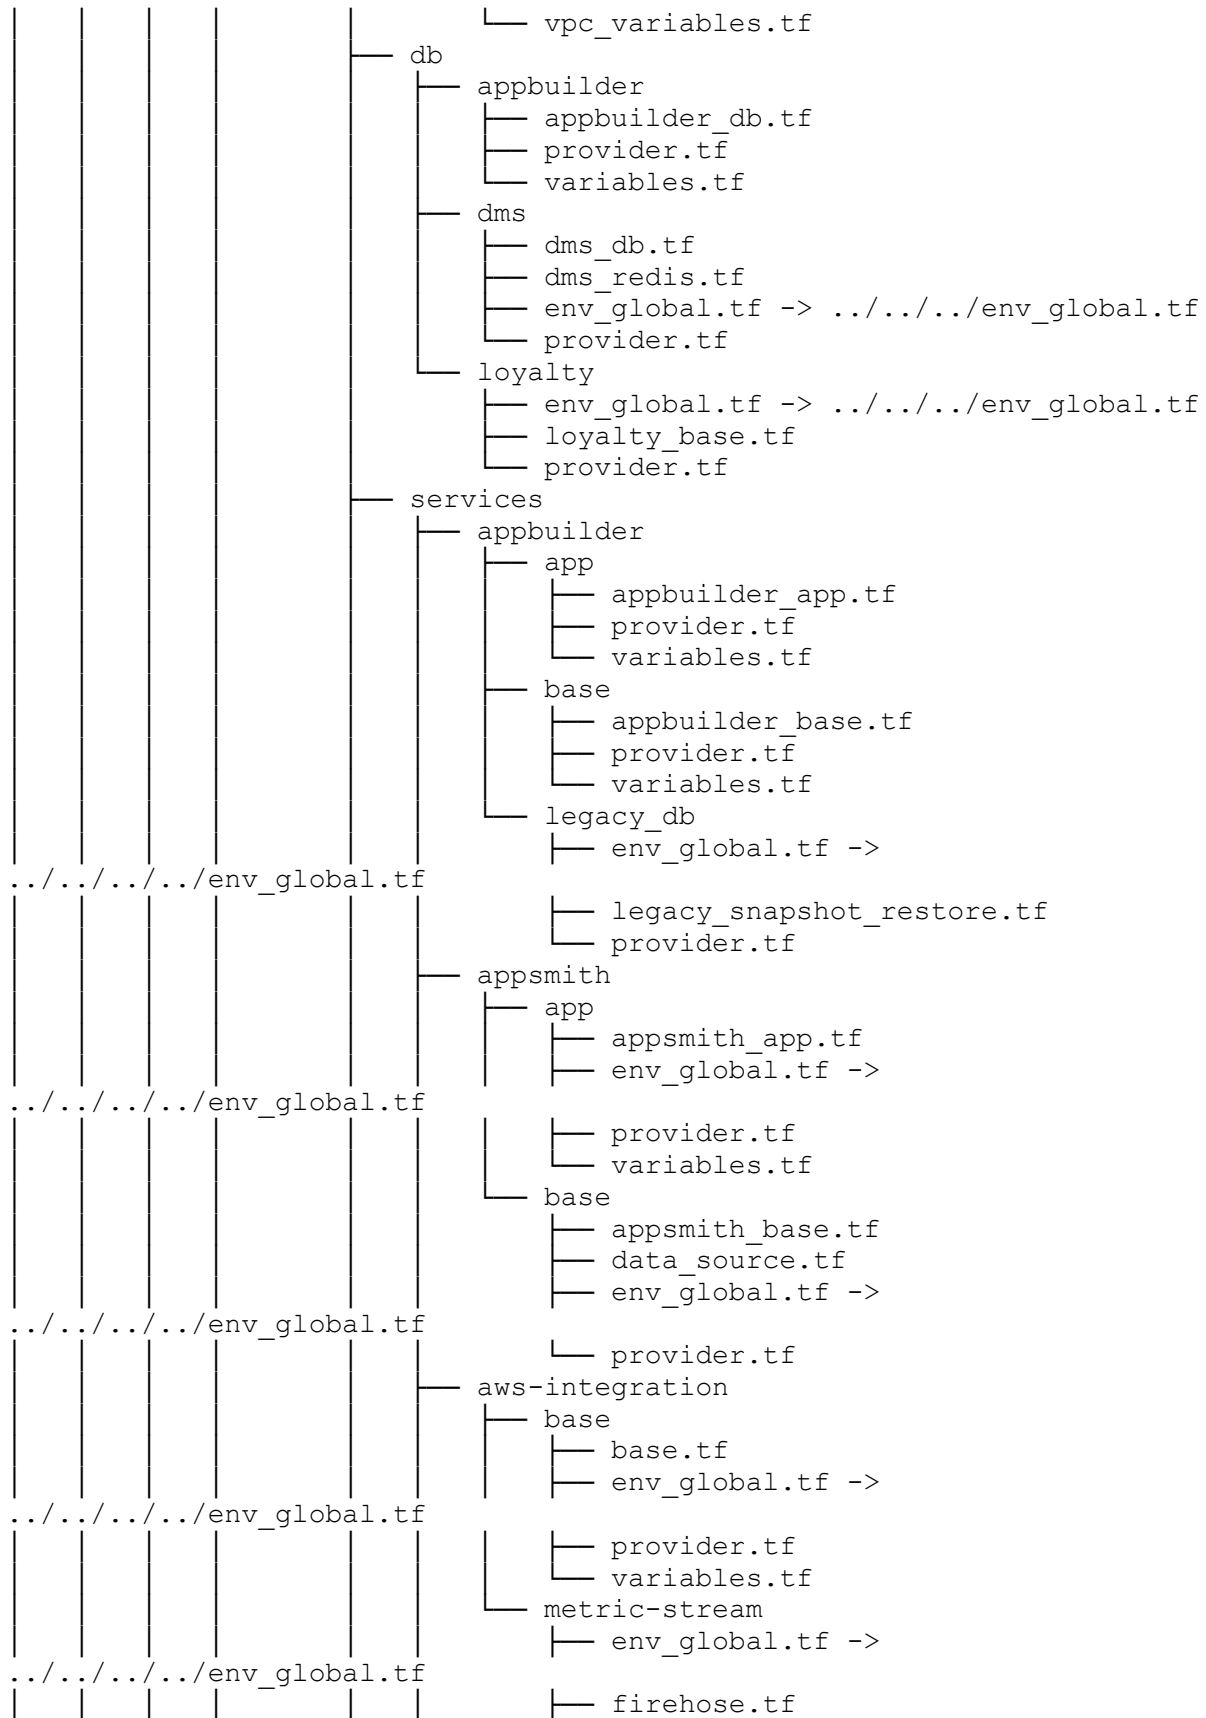 │   │   │   │       │       └── vpc_variables.tf
│   │   │   │       ├── db
│   │   │   │       │   ├── appbuilder
│   │   │   │       │   │   ├── appbuilder_db.tf
│   │   │   │       │   │   ├── provider.tf
│   │   │   │       │   │   └── variables.tf
│   │   │   │       │   ├── dms
│   │   │   │       │   │   ├── dms_db.tf
│   │   │   │       │   │   ├── dms_redis.tf
│   │   │   │       │   │   ├── env_global.tf -> ../../../env_global.tf
│   │   │   │       │   │   └── provider.tf
│   │   │   │       │   └── loyalty
│   │   │   │       │       ├── env_global.tf -> ../../../env_global.tf
│   │   │   │       │       ├── loyalty_base.tf
│   │   │   │       │       └── provider.tf
│   │   │   │       ├── services
│   │   │   │       │   ├── appbuilder
│   │   │   │       │   │   ├── app
│   │   │   │       │   │   │   ├── appbuilder_app.tf
│   │   │   │       │   │   │   ├── provider.tf
│   │   │   │       │   │   │   └── variables.tf
│   │   │   │       │   │   ├── base
│   │   │   │       │   │   │   ├── appbuilder_base.tf
│   │   │   │       │   │   │   ├── provider.tf
│   │   │   │       │   │   │   └── variables.tf
│   │   │   │       │   │   └── legacy_db
│   │   │   │       │   │       ├── env_global.tf ->
../../../../env_global.tf
│   │   │   │       │   │       ├── legacy_snapshot_restore.tf
│   │   │   │       │   │       └── provider.tf
│   │   │   │       │   ├── appsmith
│   │   │   │       │   │   ├── app
│   │   │   │       │   │   │   ├── appsmith_app.tf
│   │   │   │       │   │   │   ├── env_global.tf ->
../../../../env_global.tf
│   │   │   │       │   │   │   ├── provider.tf
│   │   │   │       │   │   │   └── variables.tf
│   │   │   │       │   │   └── base
│   │   │   │       │   │       ├── appsmith_base.tf
│   │   │   │       │   │       ├── data_source.tf
│   │   │   │       │   │       ├── env_global.tf ->
../../../../env_global.tf
│   │   │   │       │   │       └── provider.tf
│   │   │   │       │   ├── aws-integration
│   │   │   │       │   │   ├── base
│   │   │   │       │   │   │   ├── base.tf
│   │   │   │       │   │   │   ├── env_global.tf ->
../../../../env_global.tf
│   │   │   │       │   │   │   ├── provider.tf
│   │   │   │       │   │   │   └── variables.tf
│   │   │   │       │   │   └── metric-stream
│   │   │   │       │   │       ├── env_global.tf ->
../../../../env_global.tf
│   │   │   │       │   │       ├── firehose.tf